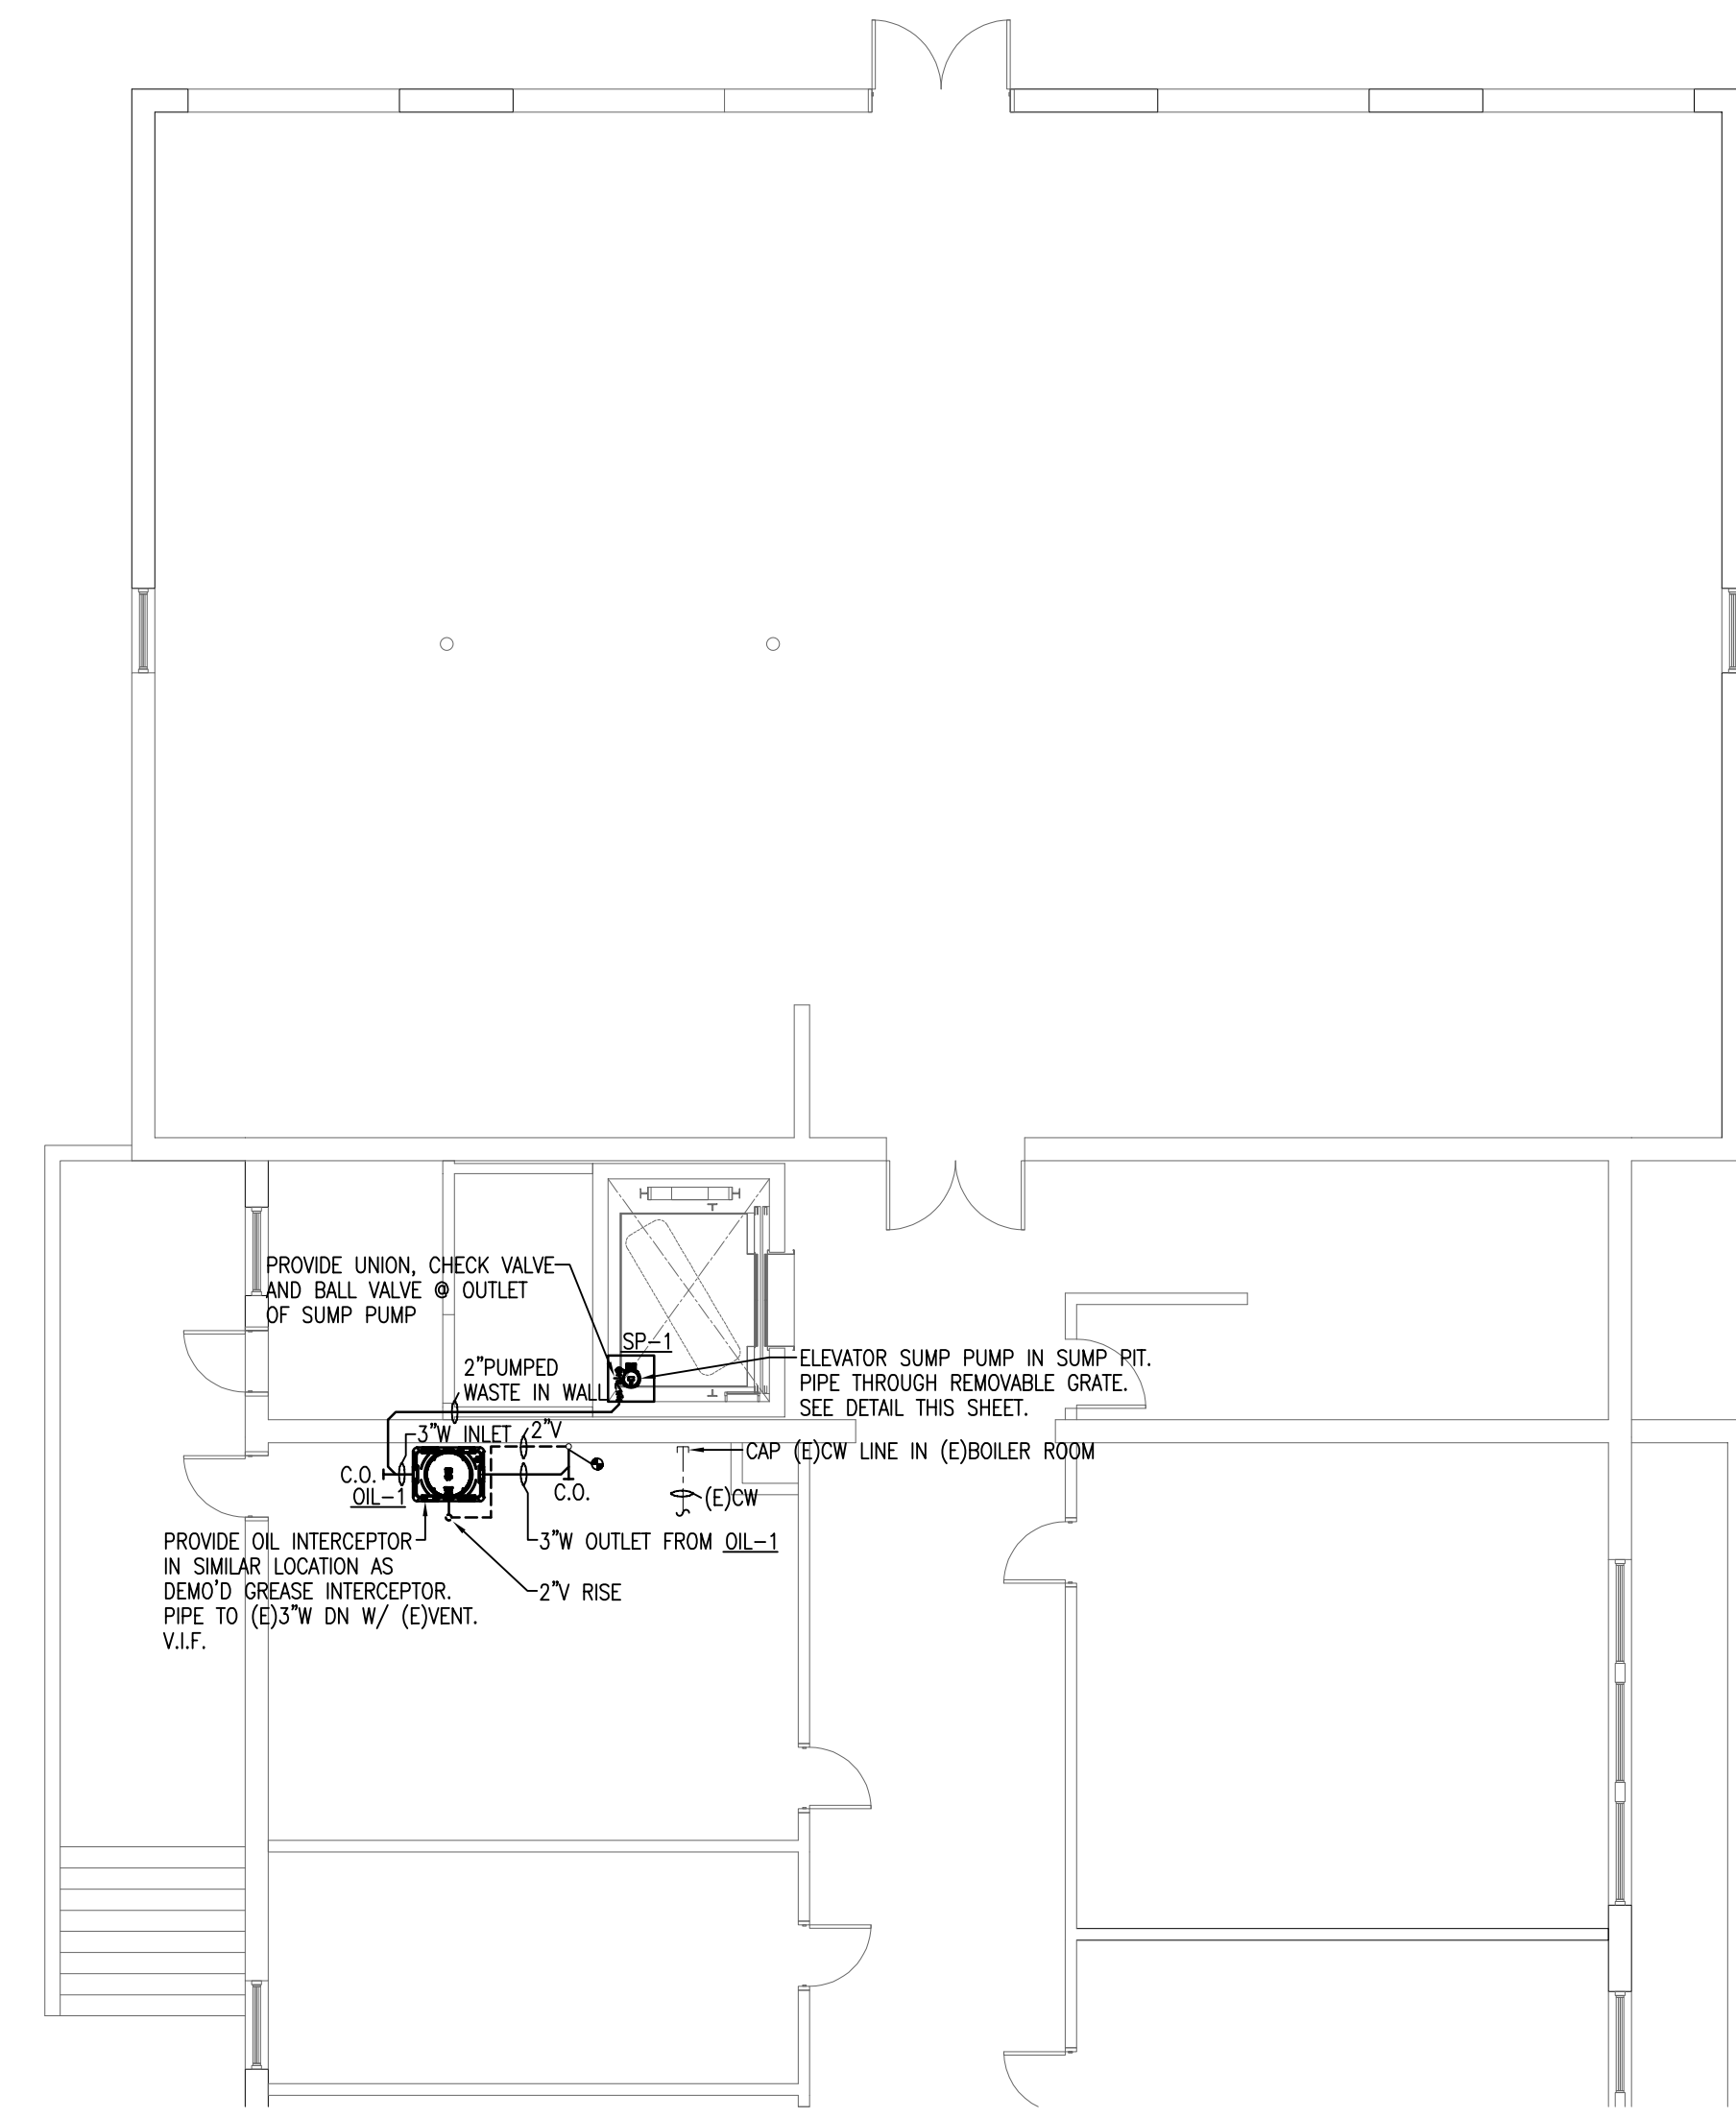 PROVIDE UNION, CHECK VALVE
AND BALL VALVE @ OUTLET
OF SUMP PUMP
SP-1
2"PUMPED
WASTE IN WALL
ELEVATOR SUMP PUMP IN SUMP PIT.
PIPE THROUGH REMOVABLE GRATE.
SEE DETAIL THIS SHEET.
3"W INLET
2"V
CAP (E)CW LINE IN (E)BOILER ROOM
C.O.
OIL-1
C.O.
(E)CW
PROVIDE OIL INTERCEPTOR
IN SIMILAR LOCATION AS
DEMO'D GREASE INTERCEPTOR.
PIPE TO (E)3"W DN W/ (E)VENT.
V.I.F.
3"W OUTLET FROM OIL-1
2"V RISE